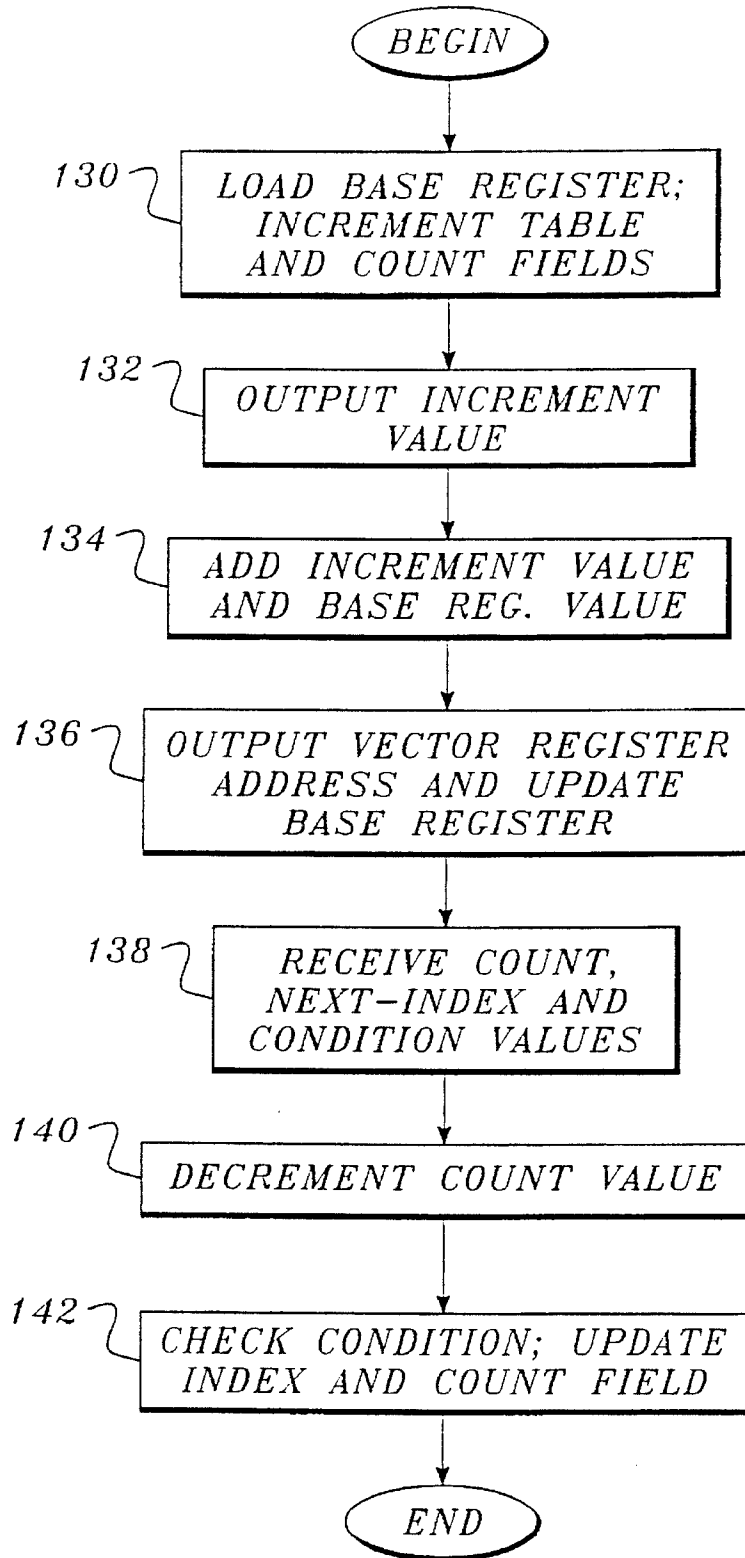 BEGIN
130
LOAD BASE REGISTER;
INCREMENT TABLE
AND COUNT FIELDS
132
OUTPUT INCREMENT
VALUE
134
ADD INCREMENT VALUE
AND BASE REG. VALUE
136
OUTPUT VECTOR REGISTER
ADDRESS AND UPDATE
BASE REGISTER
138
RECEIVE COUNT,
NEXT-INDEX AND
CONDITION VALUES
140
DECREMENT COUNT VALUE
142
CHECK CONDITION; UPDATE
INDEX AND COUNT FIELD
END